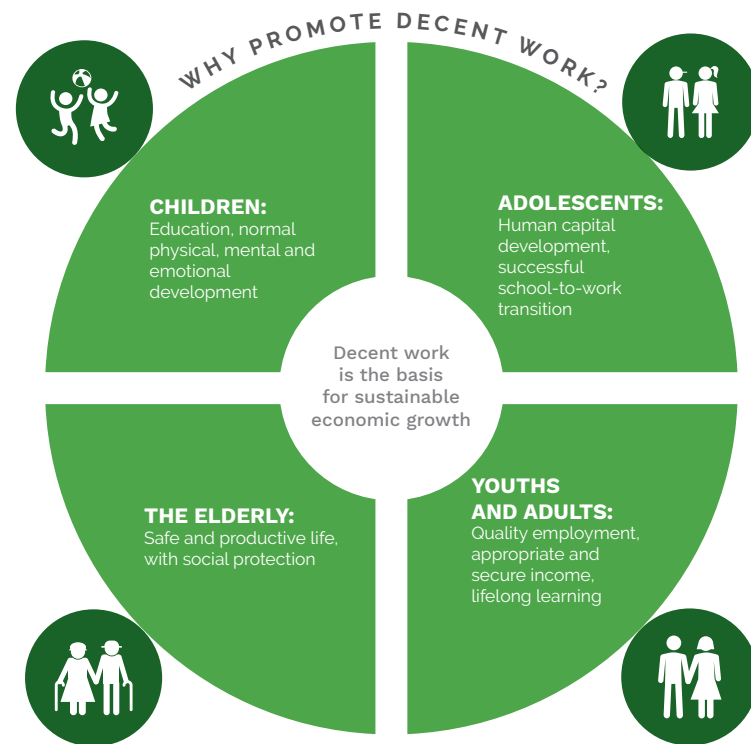 WHY PROMOTE DECENT WORK?
CHILDREN:
Education, normal
physical, mental and
emotional
development
ADOLESCENTS:
Human capital
development,
successful
school-to-work
transition
Decent work
is the basis
for sustainable
economic growth
THE ELDERLY:
Safe and productive life,
with social protection
YOUTHS
AND ADULTS:
Quality employment,
appropriate and
secure income,
lifelong learning